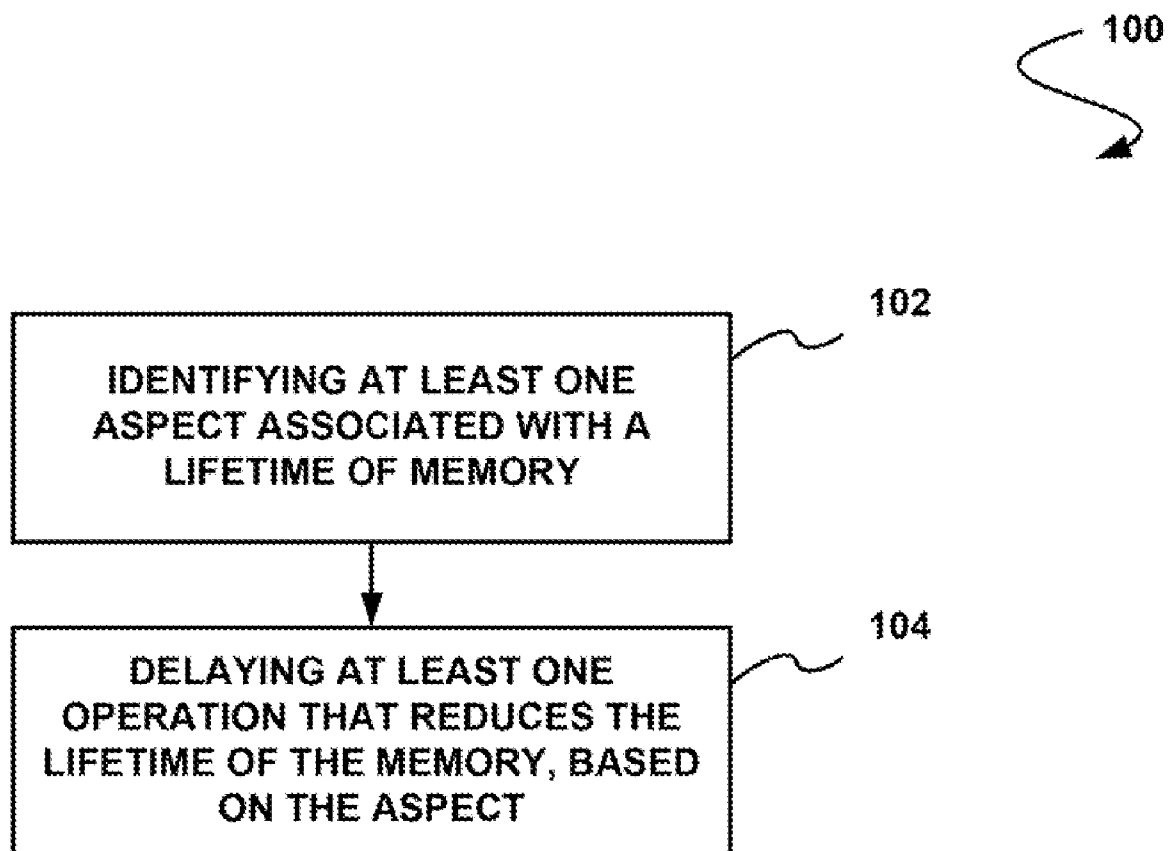 100
102
IDENTIFYING AT LEAST ONE
ASPECT ASSOCIATED WITH A
LIFETIME OF MEMORY
104
DELAYING AT LEAST ONE
OPERATION THAT REDUCES THE
LIFETIME OF THE MEMORY, BASED
ON THE ASPECT